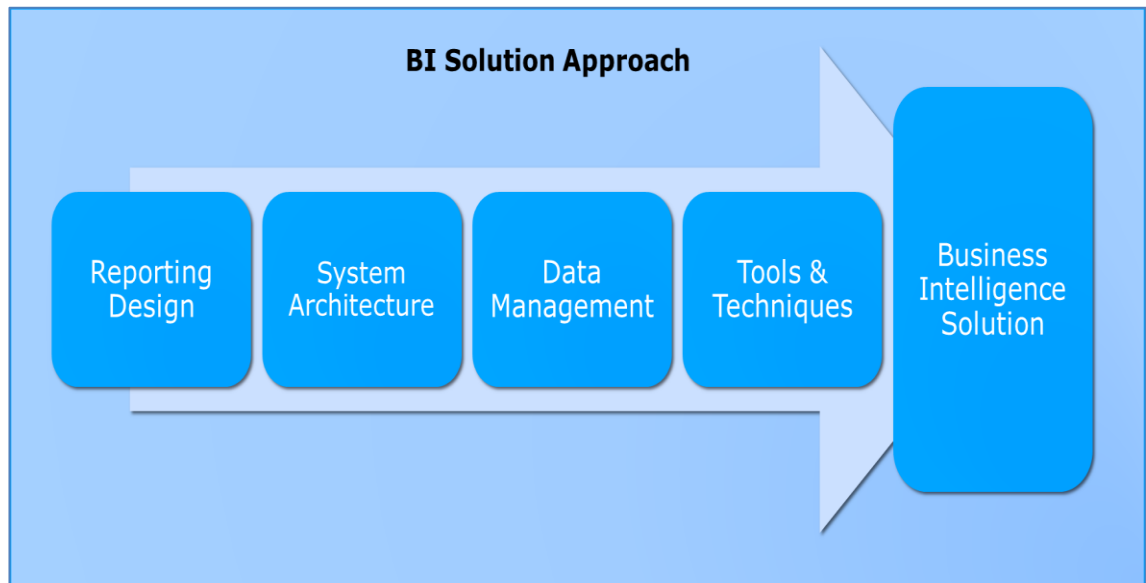 BI Solution Approach
Reporting
Design
System
Architecture
Data
Management
Tools &
Techniques
Business
Intelligence
Solution